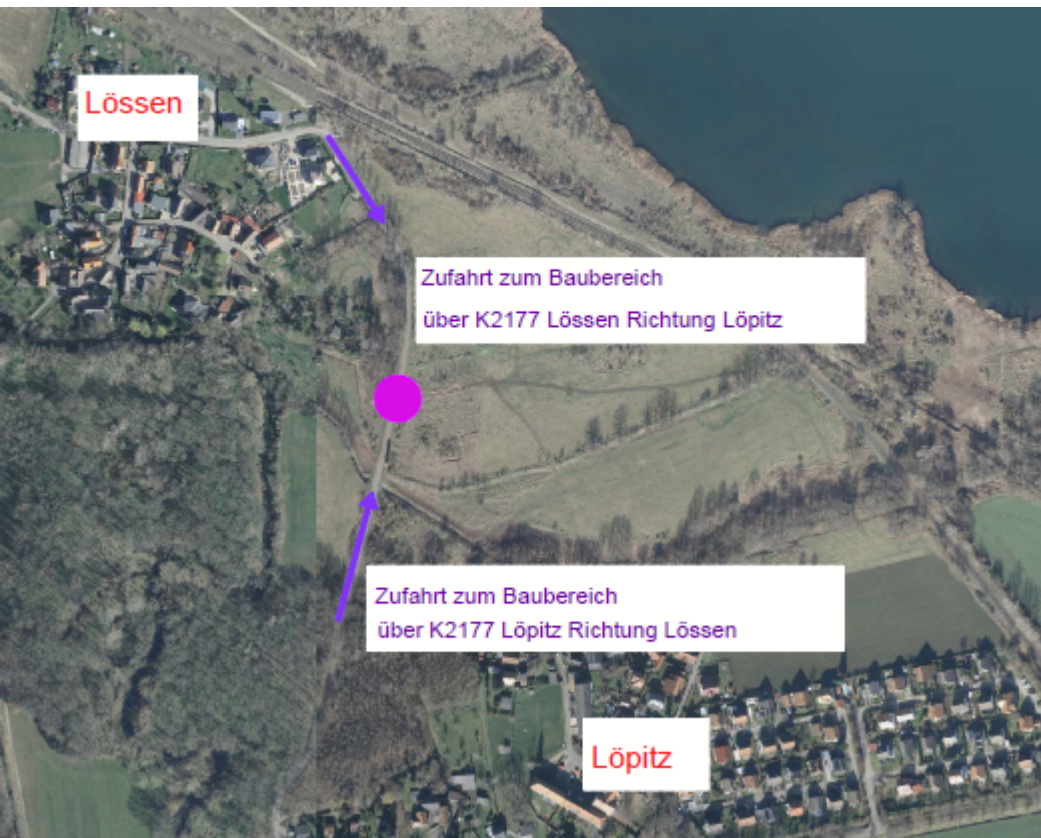 Lössen
Zufahrt zum Baubereich
über K2177 Lössen Richtung Löpitz
Zufahrt zum Baubereich
über K2177 Löpitz Richtung Lössen
Löpitz